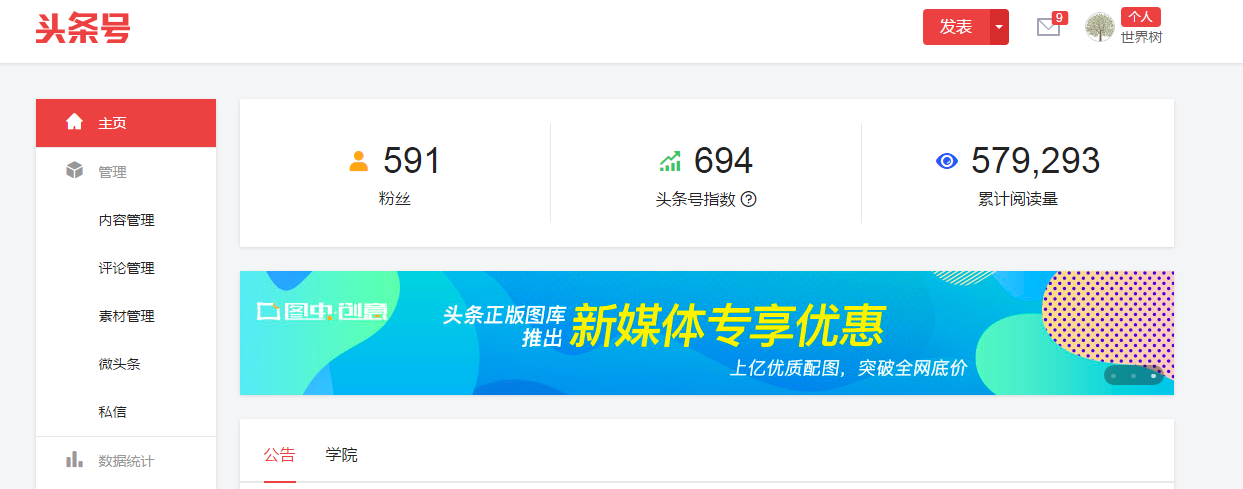 头条号
发表
9
个人
世界树
主页
管理
内容管理
评论管理
素材管理
微头条
私信
数据统计
591
粉丝
694
头条号指数 ?
579,293
累计阅读量
图虫·创意
头条正版图库
推出
新媒体专享优惠
上亿优质配图，突破全网底价
公告
学院